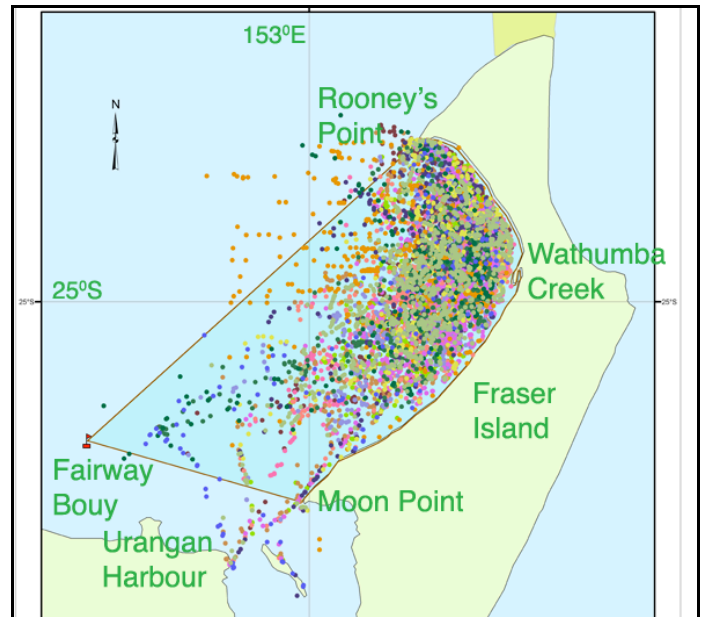 153⁰E
N
Rooney's
Point
Wathumba
Creek
25°S
25⁰S
25°S
Fraser
Island
Fairway
Bouy
Moon Point
Urangan
Harbour